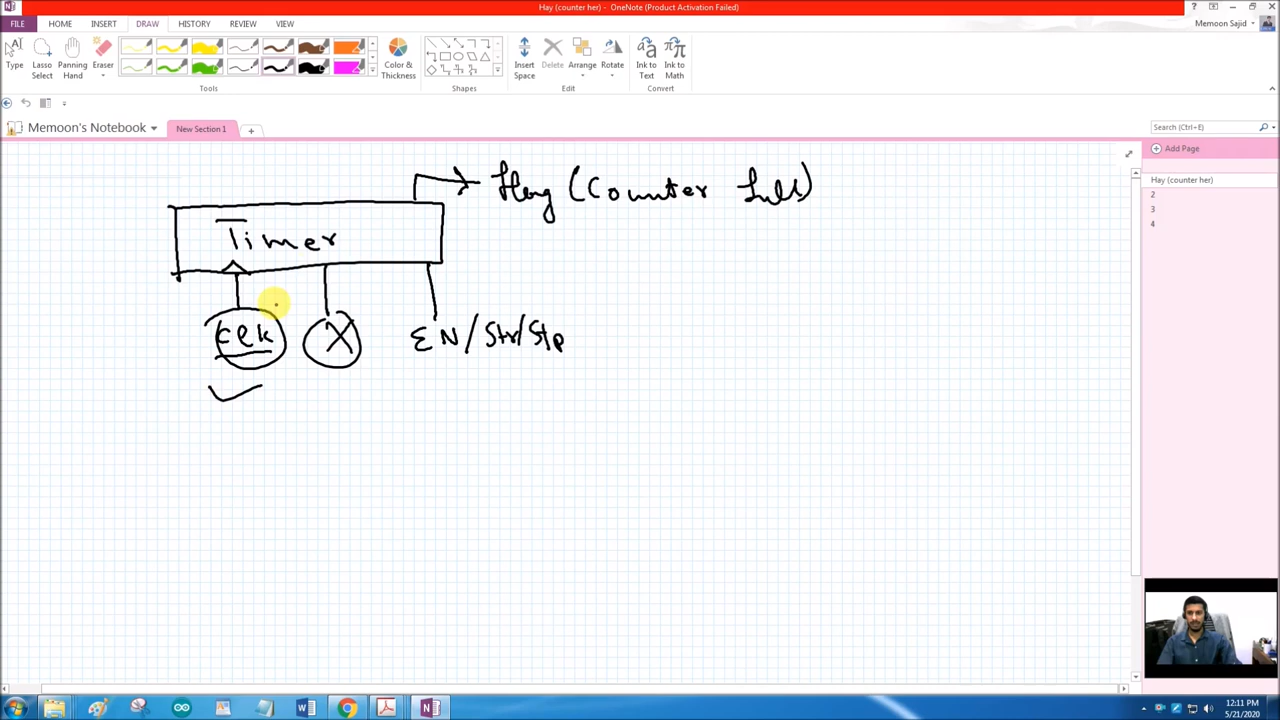 Hay (counter her) - OneNote (Product Activation Failed)
FILE HOME INSERT DRAW HISTORY REVIEW VIEW
Memoon Sajid
Type Lasso Select Panning Hand Eraser
Color & Thickness
Insert Space Delete Arrange Rotate
Ink to Text Ink to Math
Tools Shapes Edit Convert
Memoon's Notebook New Section 1
Search (Ctrl+E)
Add Page
Hay (counter her)
2
3
4
flag (Counter full)
Timer
clk X EN/Str/Stp
12:11 PM
5/21/2020